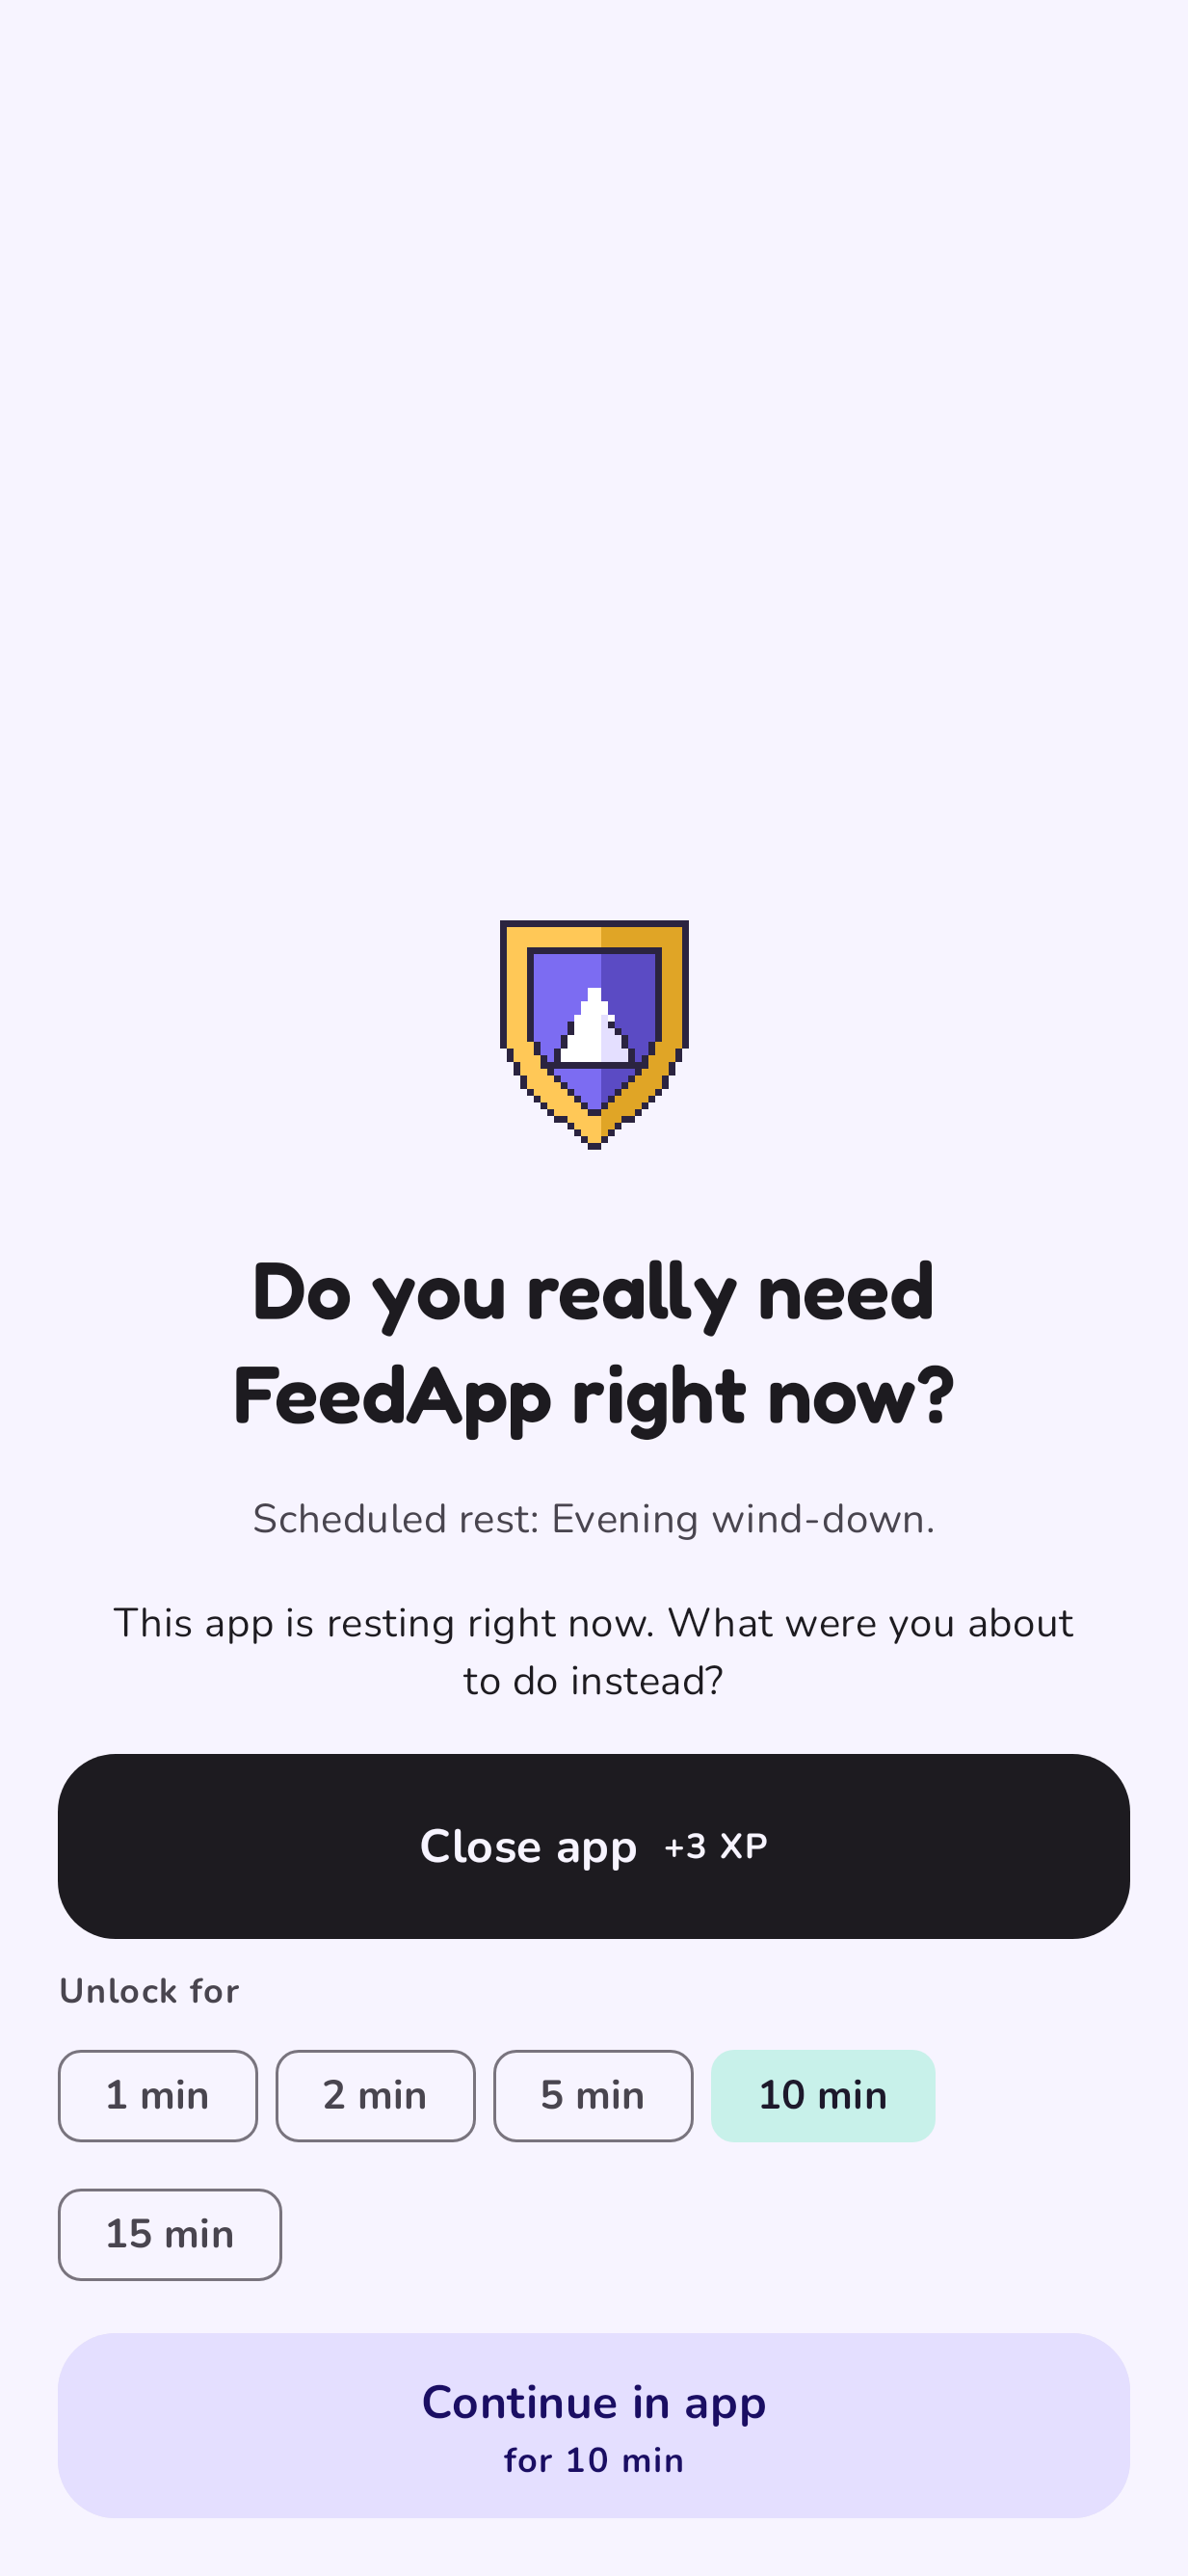 Do you really need
FeedApp right now?
Scheduled rest: Evening wind-down.
This app is resting right now. What were you about
to do instead?
Close app +3 XP
Unlock for
1 min 2 min 5 min 10 min
15 min
Continue in app
for 10 min